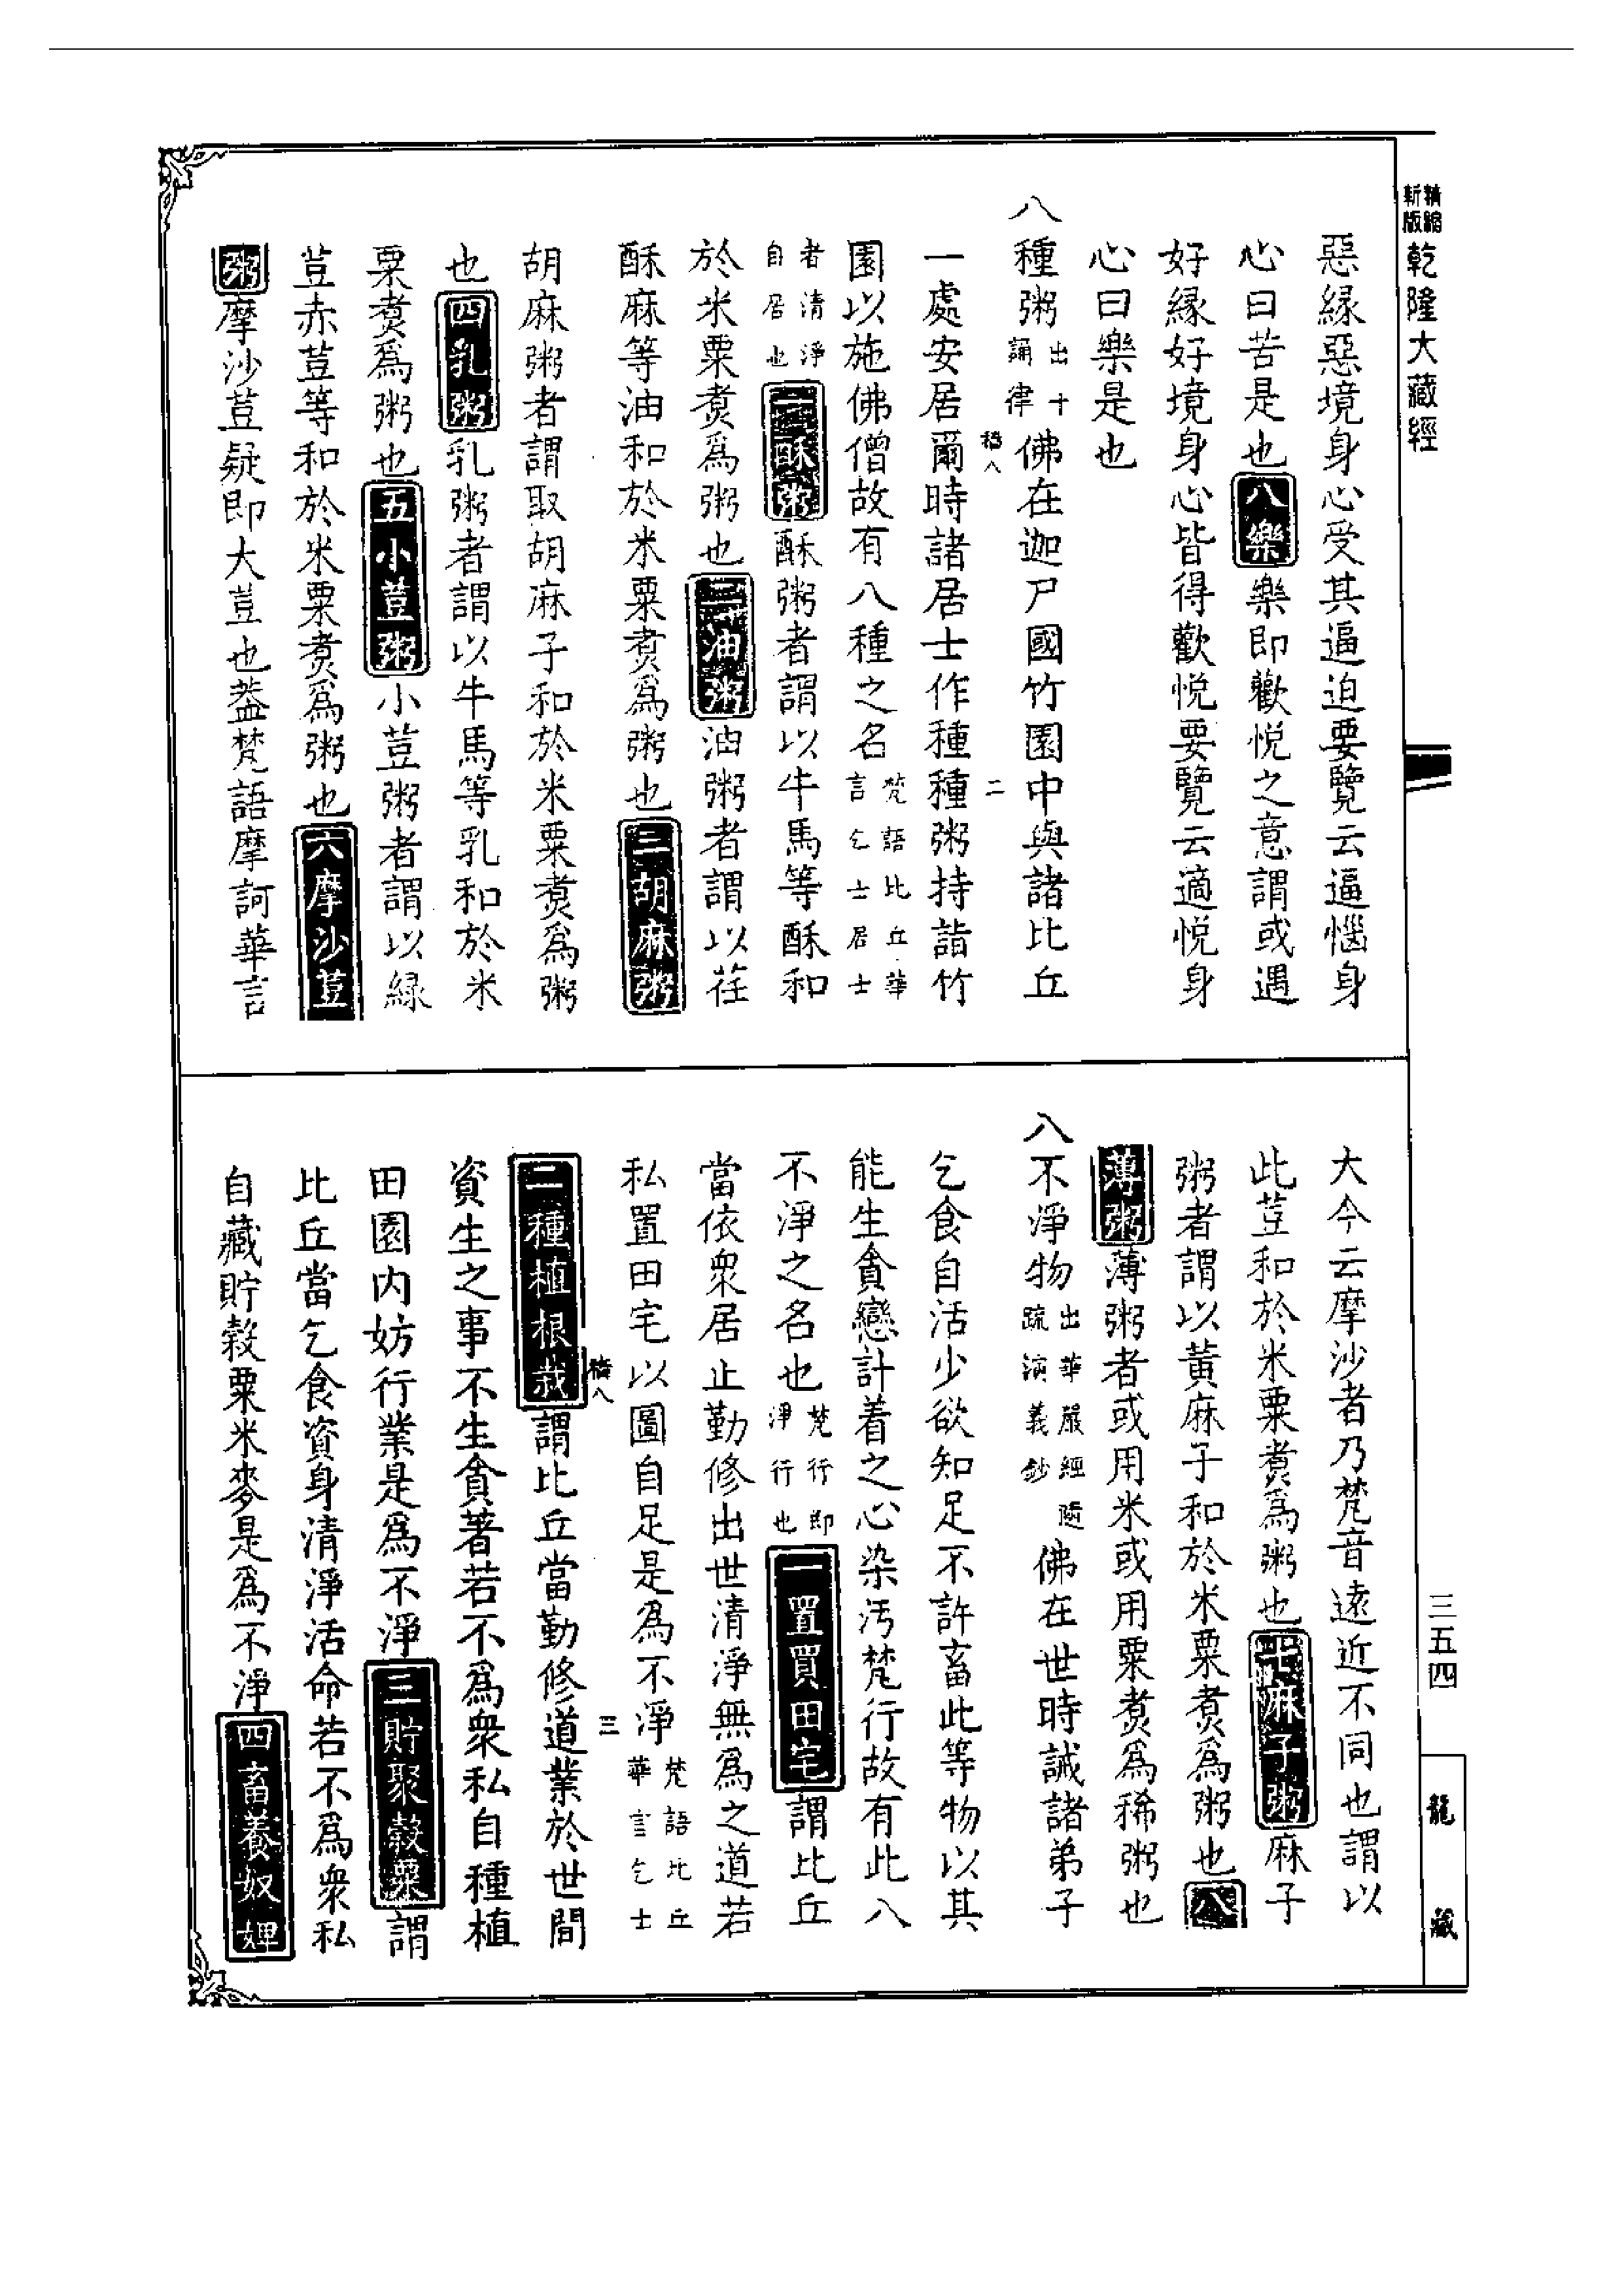 精縮新版乾隆大藏經
惡緣惡境身心受其逼迫要覽云逼惱身
心曰苦是也八樂樂即歡悅之意謂或遇
好緣好境身心皆得歡悅要覽云適悅身
心曰樂是也
八種粥出十誦律佛在迦尸國竹園中與諸比丘
一處安居爾時諸居士作種種粥持詣竹
園以施佛僧故有八種之名梵語比丘華言乞士居士
者清淨自居也一酥粥酥粥者謂以牛馬等酥和
於米粟煑爲粥也二油粥油粥者謂以荏
酥麻等油和於米粟煑爲粥也三胡麻粥
胡麻粥者謂取胡麻子和於米粟煑爲粥
也四乳粥乳粥者謂以牛馬等乳和於米
粟煑爲粥也五小荳粥小荳粥者謂以綠
荳赤荳等和於米粟煑爲粥也六摩沙荳
粥摩沙荳疑即大荳也葢梵語摩訶華言
稽八
二
大今云摩沙者乃梵音遠近不同也謂以
此荳和於米粟煑爲粥也七麻子粥麻子
粥者謂以黃麻子和於米粟煑爲粥也八
薄粥薄粥者或用米或用粟煑爲稀粥也
八不淨物出華嚴經隨疏演義鈔佛在世時誡諸弟子
乞食自活少欲知足不許畜此等物以其
能生貪戀計着之心染汚梵行故有此八
不淨之名也梵行即淨行也一置買田宅謂比丘
當依衆居止勤修出世清淨無爲之道若
私置田宅以圖自足是為不淨梵語比丘華言乞士
二種植根栽謂比丘當勤修道業於世間
資生之事不生貪著若不爲衆私自種植
田園内妨行業是爲不淨三貯聚穀粟謂
比丘當乞食資身清淨活命若不爲衆私
自藏貯穀粟米麥是爲不淨四畜養奴婢
稽八
三
三五四
龍藏